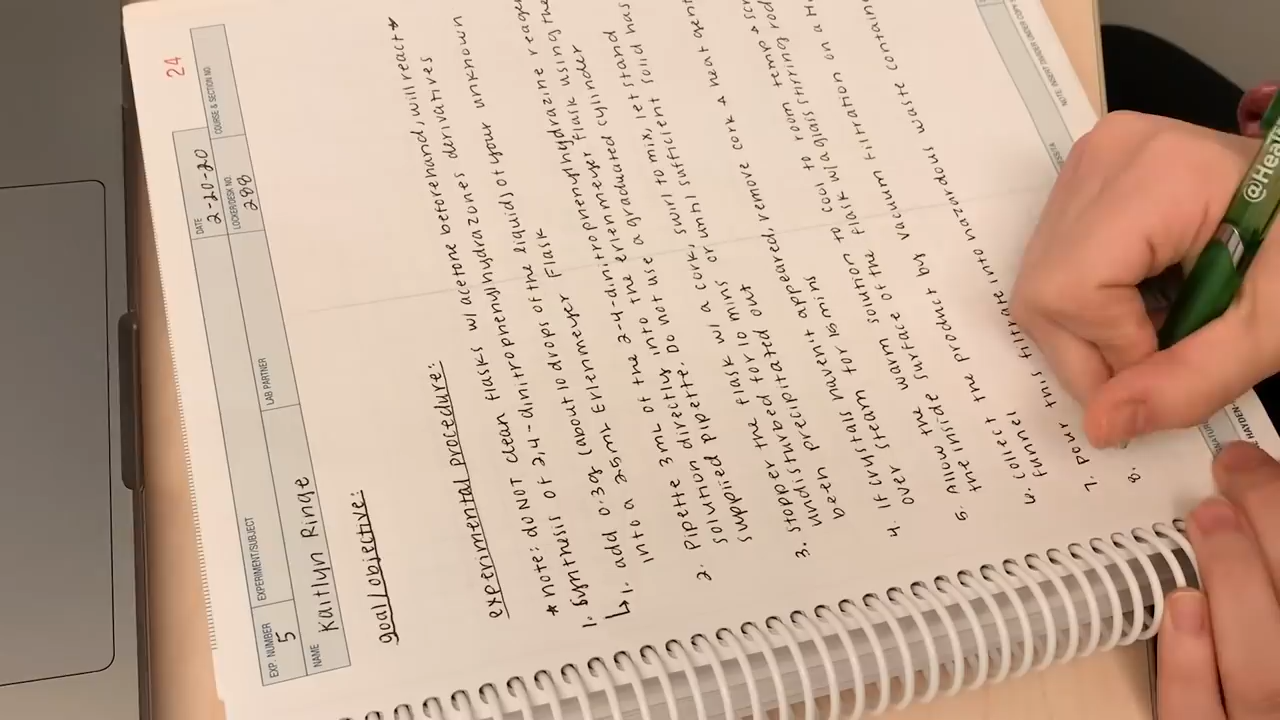 24
EXP. NUMBER
5
EXPERIMENT/SUBJECT
DATE
2-20-20
NAME
Kaitlyn Ringe
LAB PARTNER
LOCKER/DESK NO.
288
COURSE & SECTION NO.
goal/objective:
experimental procedure:
*note: do NOT clean flasks w/ acetone beforehand, will react*
1. synthesis of 2,4-dinitrophenylhydrazones derivatives
↳1. add 0.3g (about 10 drops of the liquids) of your unknown
into a 25mL Erlenmeyer flask
2. Pipette 3mL of the 2-4-dinitrophenylhydrazine
solution directly into the erlenmeyer flask using the
supplied pipette. Do not use a graduated cylinder
3. stopper the flask w/ a cork, swirl to mix, let stand
undisturbed for 10 mins or until sufficient solid has
been precipitated out
4. If crystals haven't appeared, remove cork & heat
over steam for 15 mins
5. Allow the warm solution to cool to room temp +
the inside surface of the flask w/a glass stirring rod
6. collect the product by vacuum filtration on a
funnel
7. pour this filtrate into hazardous waste
8.
@Hea